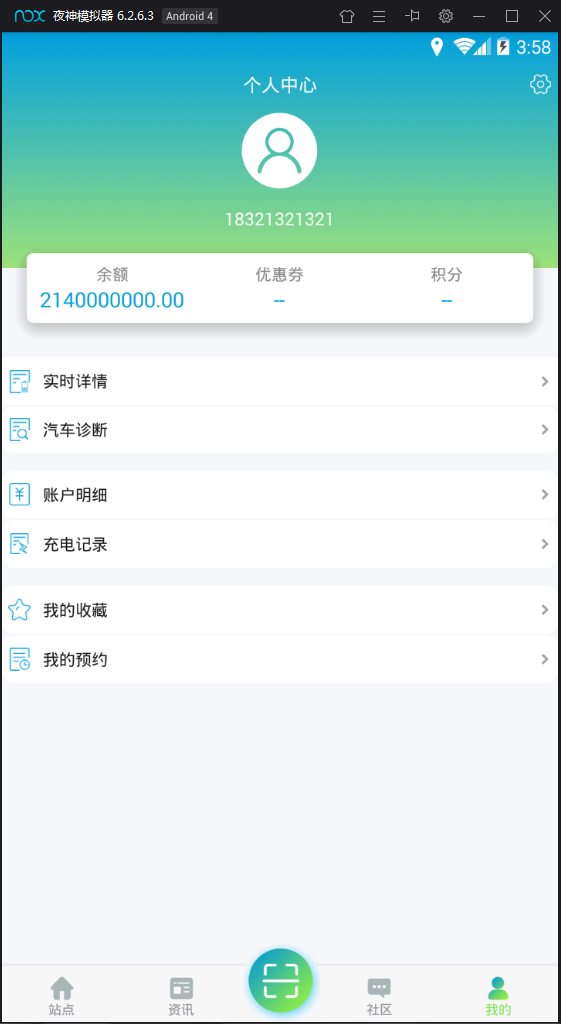 nox 夜神模拟器 6.2.6.3 Android 4
3:58
个人中心
18321321321
余额 优惠券 积分
2140000000.00 -- --
实时详情
汽车诊断
账户明细
充电记录
我的收藏
我的预约
站点 资讯 社区 我的